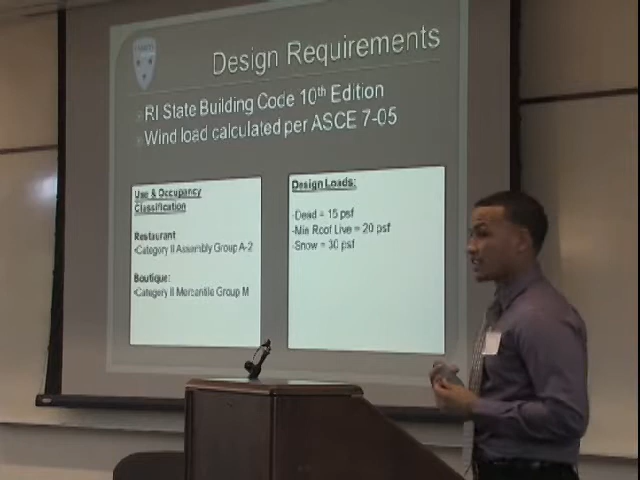 Design Requirements
RI State Building Code 10th Edition
Wind load calculated per ASCE 7-05
Use & Occupancy
Classification
Restaurant
•Category II Assembly Group A-2
Boutique:
•Category II Mercantile Group M
Design Loads:
-Dead = 15 psf
-Min Roof Live = 20 psf
-Snow = 30 psf